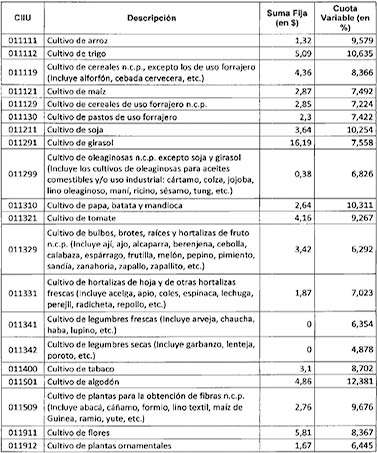 CIIU Descripción Suma Fija (en $) Cuota Variable (en %)
011111 Cultivo de arroz 1,32 9,579
011112 Cultivo de trigo 5,09 10,635
011119 Cultivo de cereales n.c.p., excepto los de uso forrajero (Incluye alforfón, cebada cervecera, etc.) 4,36 8,366
011121 Cultivo de maíz 2,87 7,492
011129 Cultivo de cereales de uso forrajero n.c.p. 2,85 7,224
011130 Cultivo de pastos de uso forrajero 2,3 7,422
011211 Cultivo de soja 3,64 10,254
011291 Cultivo de girasol 16,19 7,558
011299 Cultivo de oleaginosas n.c.p. excepto soja y girasol (Incluye los cultivos de oleaginosas para aceites comestibles y/o uso industrial: cártamo, colza, jojoba, lino oleaginoso, maní, ricino, sésamo, tung, etc.) 0,38 6,826
011310 Cultivo de papa, batata y mandioca 2,64 10,311
011321 Cultivo de tomate 4,16 9,267
011329 Cultivo de bulbos, brotes, raíces y hortalizas de fruto n.c.p. (Incluye ají, ajo, alcaparra, berenjena, cebolla, calabaza, espárrago, frutilla, melón, pepino, pimiento, sandía, zanahoria, zapallo, zapallito, etc.) 3,42 6,292
011331 Cultivo de hortalizas de hoja y de otras hortalizas frescas (Incluye acelga, apio, coles, espinaca, lechuga, perejil, radicheta, repollo, etc.) 1,87 7,023
011341 Cultivo de legumbres frescas (Incluye arveja, chaucha, haba, lupino, etc.) 0 6,354
011342 Cultivo de legumbres secas (Incluye garbanzo, lenteja, poroto, etc.) 0 4,878
011400 Cultivo de tabaco 3,1 8,702
011501 Cultivo de algodón 4,86 12,381
011509 Cultivo de plantas para la obtención de fibras n.c.p. (Incluye abacá, cáñamo, formio, lino textil, maíz de Guinea, ramio, yute, etc.) 2,76 9,676
011911 Cultivo de flores 5,81 8,367
011912 Cultivo de plantas ornamentales 1,67 6,445